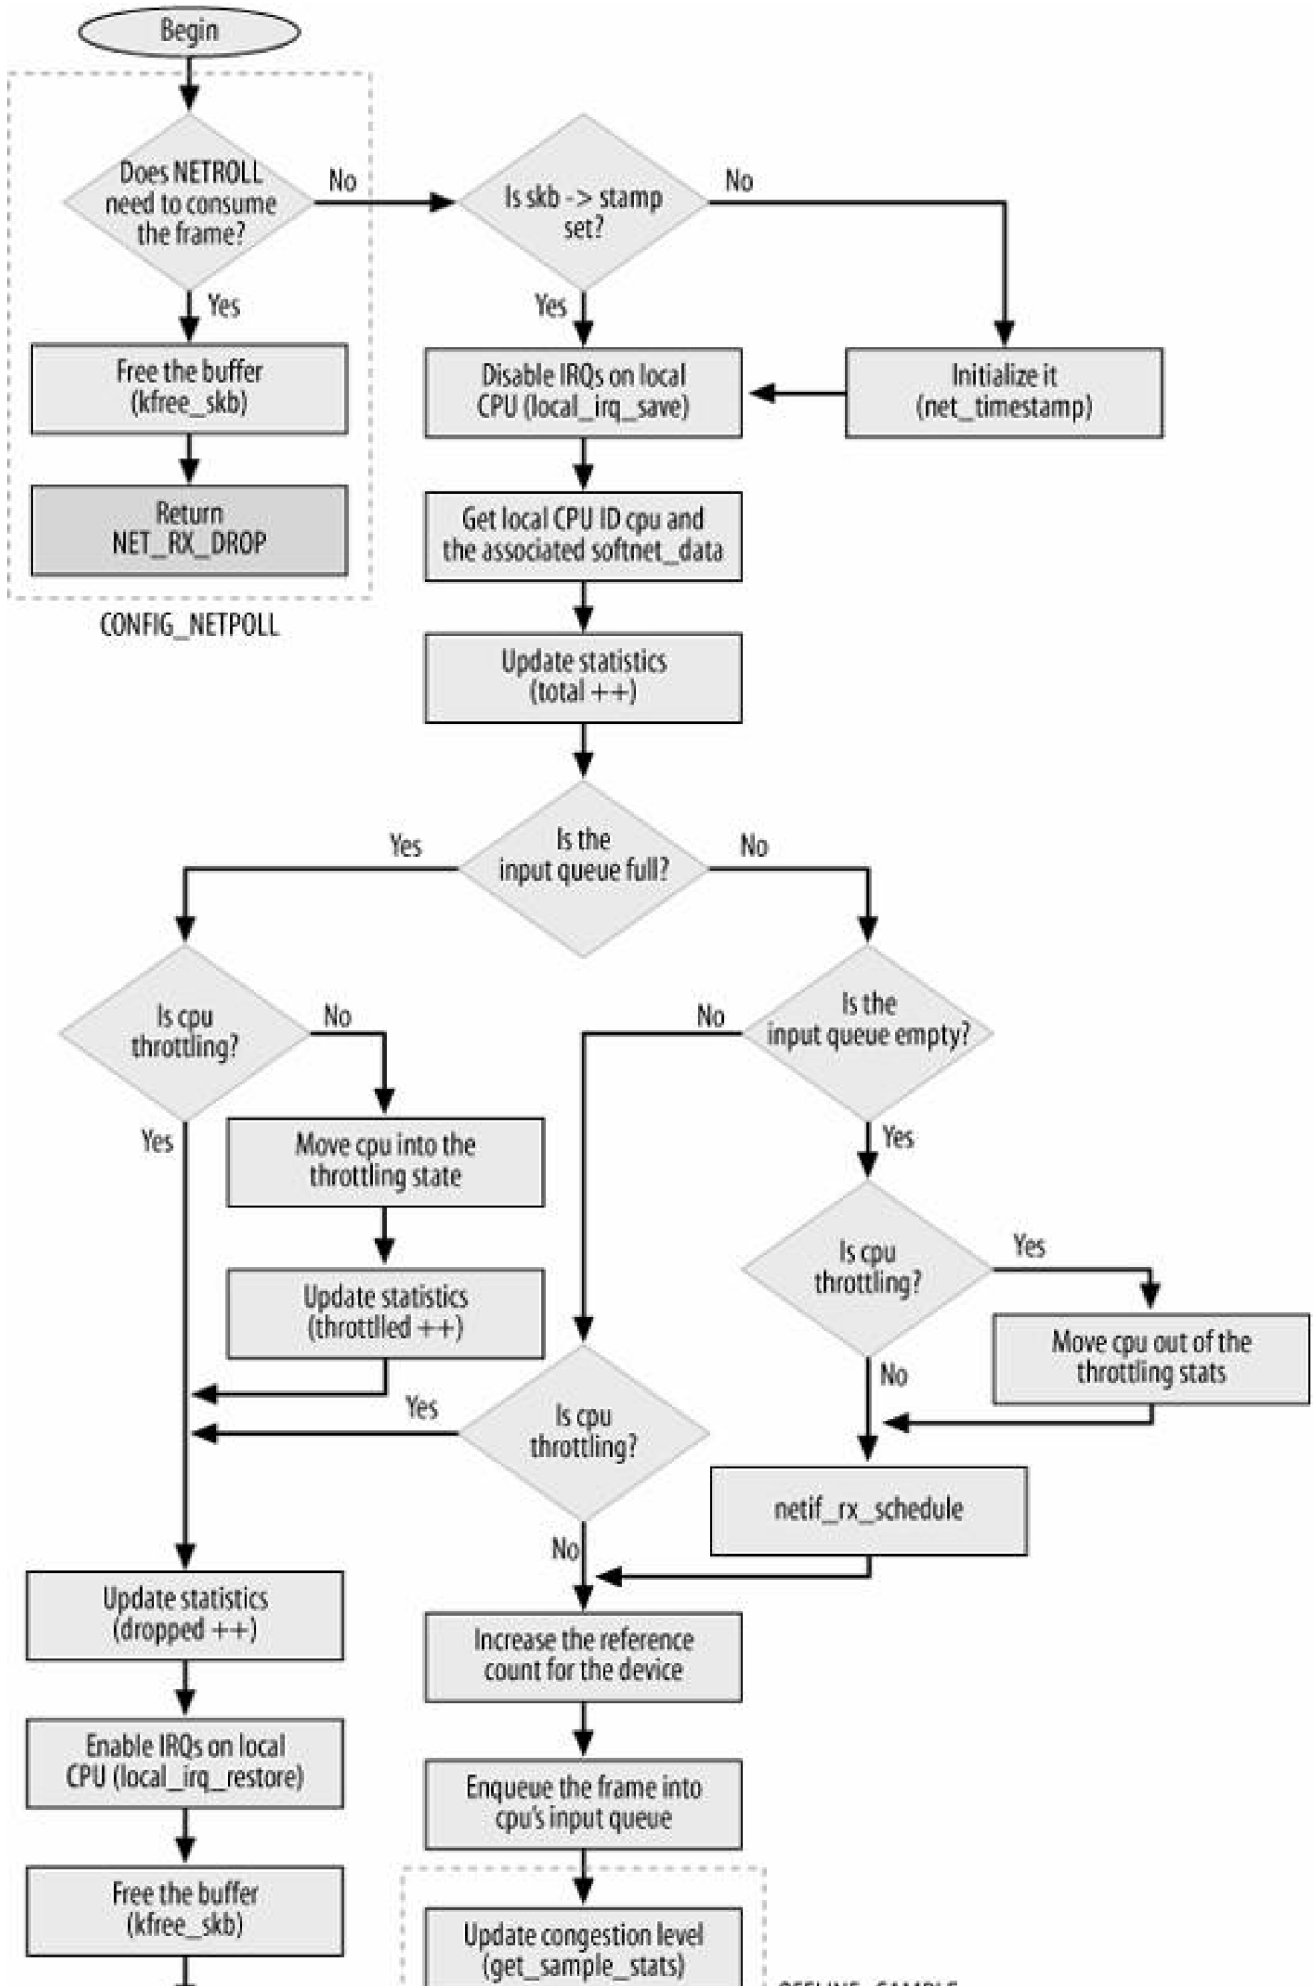 Begin
Does NETROLL
need to consume
the frame?
No
Is skb -> stamp
set?
No
Yes
Yes
Free the buffer
(kfree_skb)
Disable IRQs on local
CPU (local_irq_save)
Initialize it
(net_timestamp)
Return
NET_RX_DROP
Get local CPU ID cpu and
the associated softnet_data
CONFIG_NETPOLL
Update statistics
(total ++)
Yes
Is the
input queue full?
No
Is cpu
throttling?
No
No
Is the
input queue empty?
Yes
Yes
Move cpu into the
throttling state
Is cpu
throttling?
Yes
Update statistics
(throttlled ++)
Move cpu out of the
throttling stats
No
Yes
Is cpu
throttling?
netif_rx_schedule
No
Update statistics
(dropped ++)
Increase the reference
count for the device
Enable IRQs on local
CPU (local_irq_restore)
Enqueue the frame into
cpu's input queue
Free the buffer
(kfree_skb)
Update congestion level
(get_sample_stats)